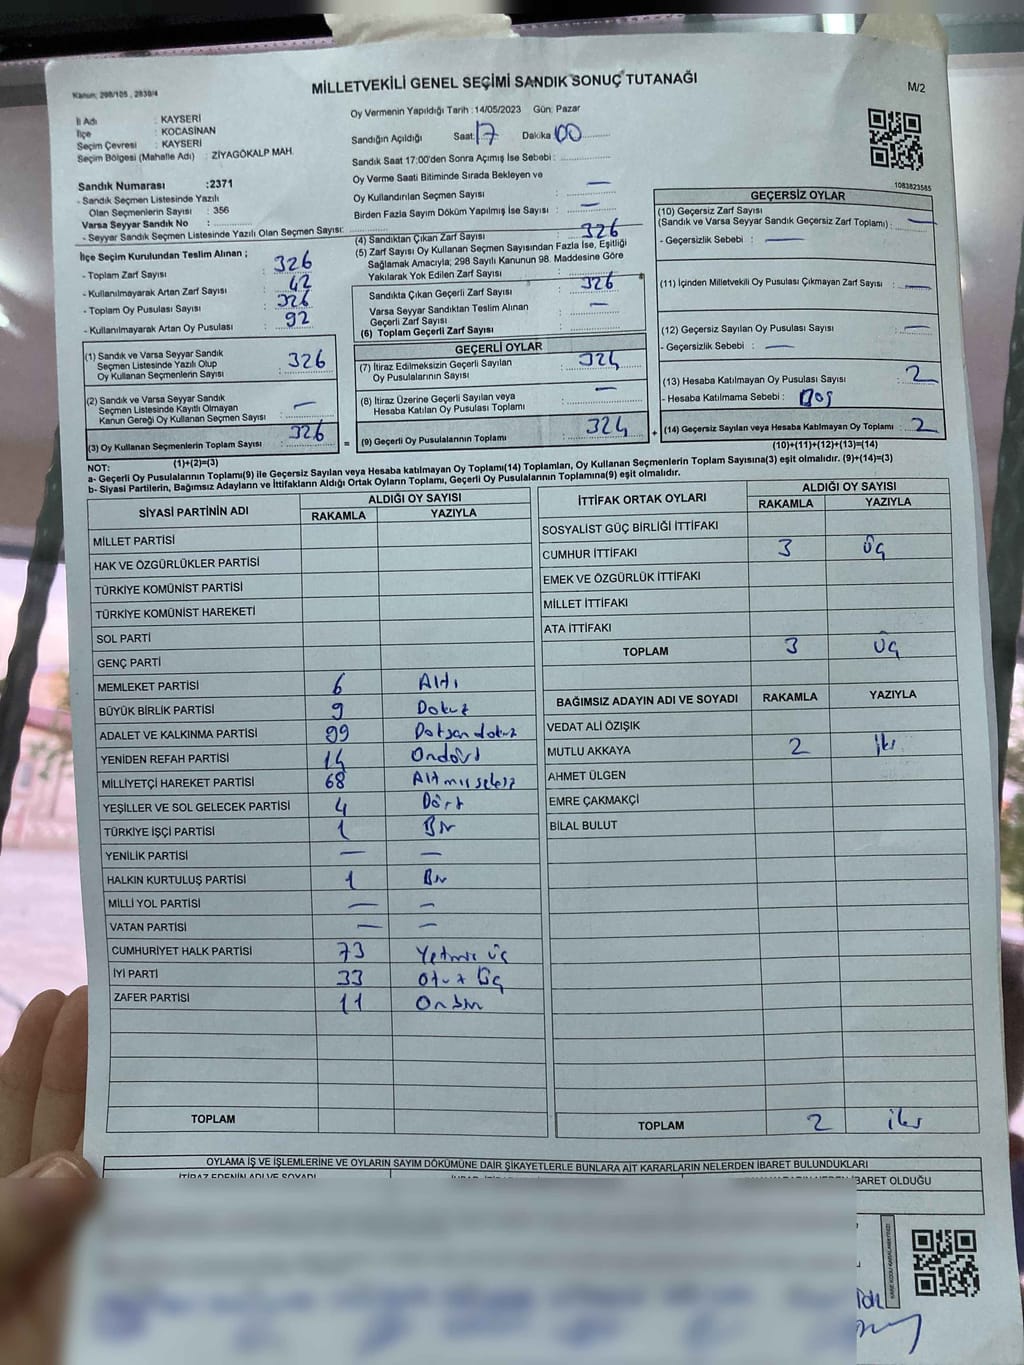 MİLLETVEKİLİ GENEL SEÇİMİ SANDIK SONUÇ TUTANAĞI
Kanun: 298/105 , 2839/4
M/2
İl Adı : KAYSERİ
İlçe : KOCASİNAN
Seçim Çevresi : KAYSERİ
Seçim Bölgesi (Mahalle Adı) : ZİYAGÖKALP MAH.
Sandık Numarası :2371
- Sandık Seçmen Listesinde Yazılı
Olan Seçmenlerin Sayısı : 356
Varsa Seyyar Sandık No :
- Seyyar Sandık Seçmen Listesinde Yazılı Olan Seçmen Sayısı:
Oy Vermenin Yapıldığı Tarih : 14/05/2023 Gün: Pazar
Sandığın Açıldığı Saat: 17 Dakika 00
Sandık Saat 17:00'den Sonra Açımış İse Sebebi :
Oy Verme Saati Bitiminde Sırada Bekleyen ve
Oy Kullandırılan Seçmen Sayısı : —
Birden Fazla Sayım Döküm Yapılmış İse Sayısı : —
1083823585
İlçe Seçim Kurulundan Teslim Alınan ;
- Toplam Zarf Sayısı : 326
- Kullanılmayarak Artan Zarf Sayısı : 42
- Toplam Oy Pusulası Sayısı : 326
- Kullanılmayarak Artan Oy Pusulası : 92
(1) Sandık ve Varsa Seyyar Sandık
Seçmen Listesinde Yazılı Olup
Oy Kullanan Seçmenlerin Sayısı : 326
(2) Sandık ve Varsa Seyyar Sandık
Seçmen Listesinde Kayıtlı Olmayan
Kanun Gereği Oy Kullanan Seçmen Sayısı : —
(3) Oy Kullanan Seçmenlerin Toplam Sayısı : 326
(1)+(2)=(3)
(4) Sandıktan Çıkan Zarf Sayısı : 326
(5) Zarf Sayısı Oy Kullanan Seçmen Sayısından Fazla İse, Eşitliği
Sağlamak Amacıyla; 298 Sayılı Kanunun 98. Maddesine Göre
Yakılarak Yok Edilen Zarf Sayısı :
Sandıkta Çıkan Geçerli Zarf Sayısı : 326
Varsa Seyyar Sandıktan Teslim Alınan
Geçerli Zarf Sayısı : —
(6) Toplam Geçerli Zarf Sayısı :
GEÇERLİ OYLAR
(7) İtiraz Edilmeksizin Geçerli Sayılan
Oy Pusulalarının Sayısı : 324
(8) İtiraz Üzerine Geçerli Sayılan veya
Hesaba Katılan Oy Pusulası Toplamı : —
= (9) Geçerli Oy Pusulalarının Toplamı : 324 +
GEÇERSİZ OYLAR
(10) Geçersiz Zarf Sayısı
(Sandık ve Varsa Seyyar Sandık Geçersiz Zarf Toplamı) : —
- Geçersizlik Sebebi : —
(11) İçinden Milletvekili Oy Pusulası Çıkmayan Zarf Sayısı : —
(12) Geçersiz Sayılan Oy Pusulası Sayısı : —
- Geçersizlik Sebebi : —
(13) Hesaba Katılmayan Oy Pusulası Sayısı : 2
- Hesaba Katılmama Sebebi : Boş
(14) Geçersiz Sayılan veya Hesaba Katılmayan Oy Toplamı : 2
(10)+(11)+(12)+(13)=(14)
NOT:
a- Geçerli Oy Pusulalarının Toplamı(9) ile Geçersiz Sayılan veya Hesaba katılmayan Oy Toplamı(14) Toplamları, Oy Kullanan Seçmenlerin Toplam Sayısına(3) eşit olmalıdır. (9)+(14)=(3)
b- Siyasi Partilerin, Bağımsız Adayların ve İttifakların Aldığı Ortak Oyların Toplamı, Geçerli Oy Pusulalarının Toplamına(9) eşit olmalıdır.
SİYASİ PARTİNİN ADI ALDIĞI OY SAYISI
RAKAMLA YAZIYLA
MİLLET PARTİSİ
HAK VE ÖZGÜRLÜKLER PARTİSİ
TÜRKİYE KOMÜNİST PARTİSİ
TÜRKİYE KOMÜNİST HAREKETİ
SOL PARTİ
GENÇ PARTİ
MEMLEKET PARTİSİ 6 Altı
BÜYÜK BİRLİK PARTİSİ 9 Dokuz
ADALET VE KALKINMA PARTİSİ 99 Doksandokuz
YENİDEN REFAH PARTİSİ 14 Ondört
MİLLİYETÇİ HAREKET PARTİSİ 68 Altmışsekiz
YEŞİLLER VE SOL GELECEK PARTİSİ 4 Dört
TÜRKİYE İŞÇİ PARTİSİ 1 Bir
YENİLİK PARTİSİ — —
HALKIN KURTULUŞ PARTİSİ 1 Bir
MİLLİ YOL PARTİSİ — —
VATAN PARTİSİ — —
CUMHURİYET HALK PARTİSİ 73 Yetmiş üç
İYİ PARTİ 33 Otuz Üç
ZAFER PARTİSİ 11 Onbir
TOPLAM
İTTİFAK ORTAK OYLARI ALDIĞI OY SAYISI
RAKAMLA YAZIYLA
SOSYALİST GÜÇ BİRLİĞİ İTTİFAKI
CUMHUR İTTİFAKI 3 Üç
EMEK VE ÖZGÜRLÜK İTTİFAKI
MİLLET İTTİFAKI
ATA İTTİFAKI
TOPLAM 3 Üç
BAĞIMSIZ ADAYIN ADI VE SOYADI RAKAMLA YAZIYLA
VEDAT ALİ ÖZIŞIK
MUTLU AKKAYA 2 iki
AHMET ÜLGEN
EMRE ÇAKMAKÇİ
BİLAL BULUT
TOPLAM 2 iki
OYLAMA İŞ VE İŞLEMLERİNE VE OYLARIN SAYIM DÖKÜMÜNE DAİR ŞİKAYETLERLE BUNLARA AİT KARARLARIN NELERDEN İBARET BULUNDUKLARI
İTİRAZ EDENİN ADI VE SOYADI
İBARET OLDUĞU